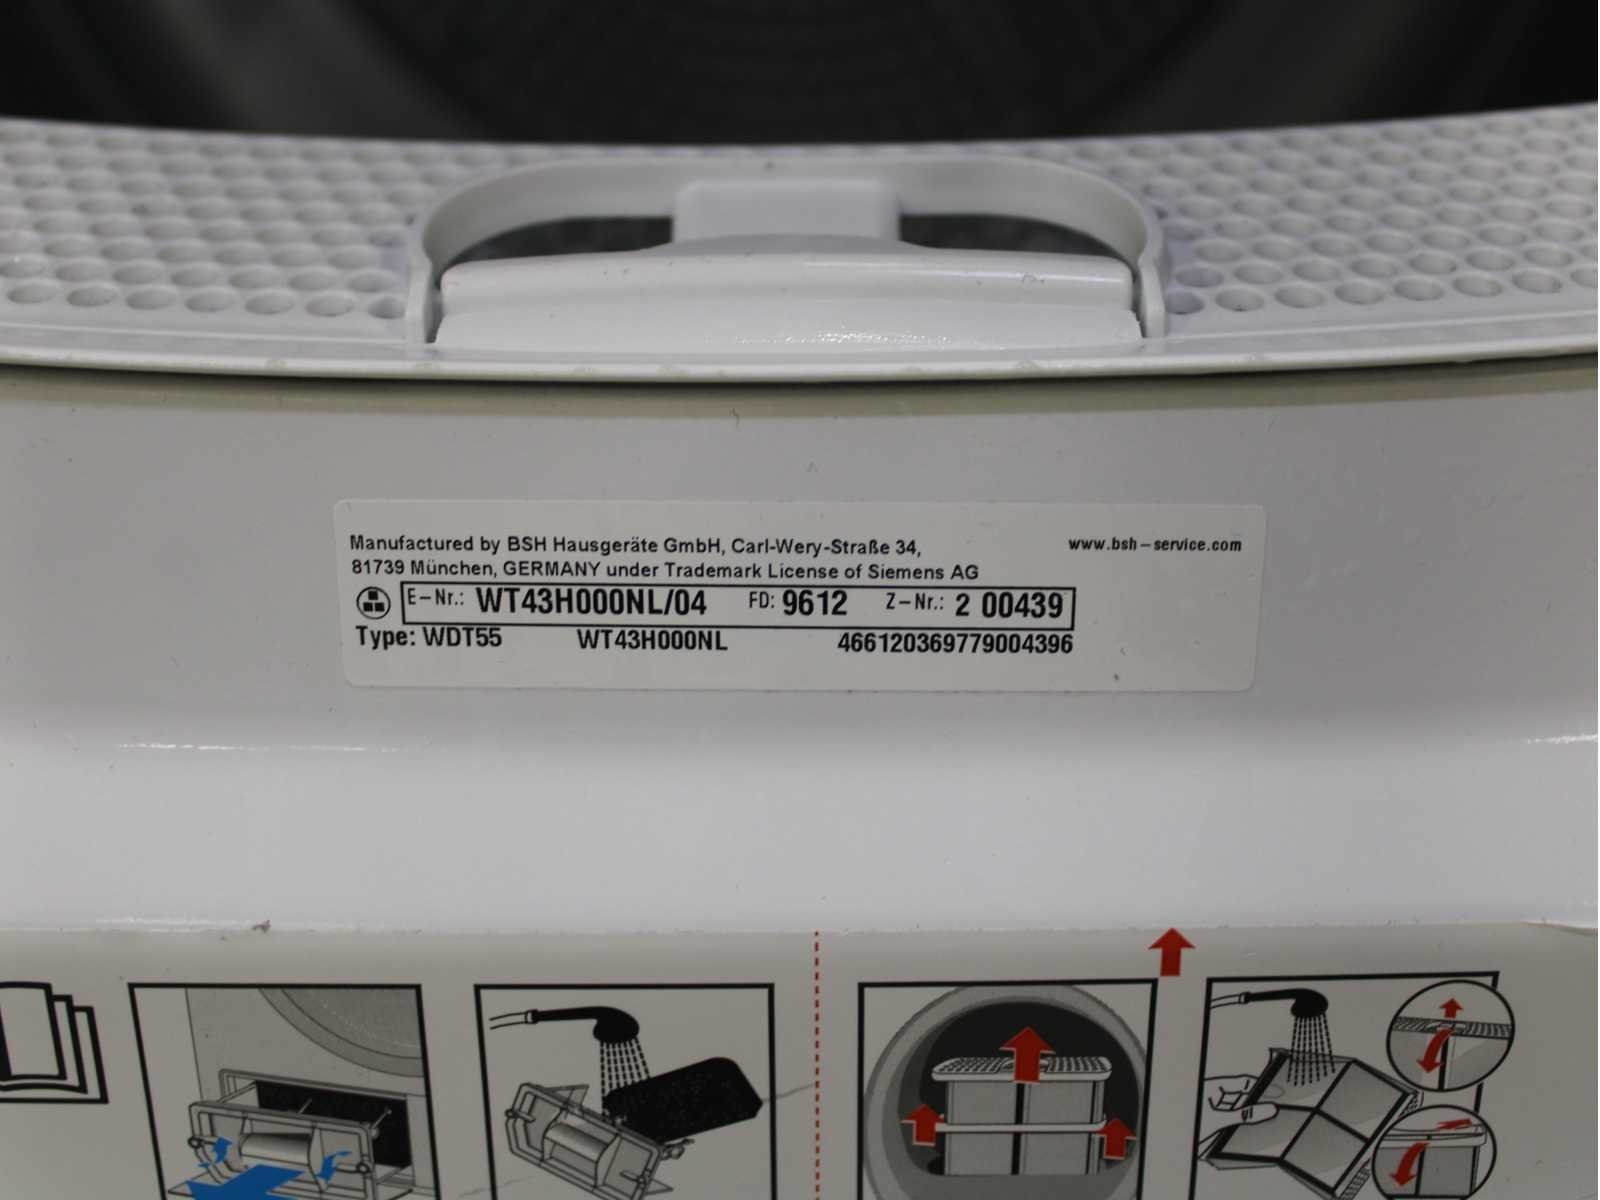 Manufactured by BSH Hausgeräte GmbH, Carl-Wery-Straße 34,
www.bsh-service.com
81739 München, GERMANY under Trademark License of Siemens AG
E-Nr.: WT43H000NL/04 FD: 9612 Z-Nr.: 2 00439
Type: WDT55 WT43H000NL 466120369779004396